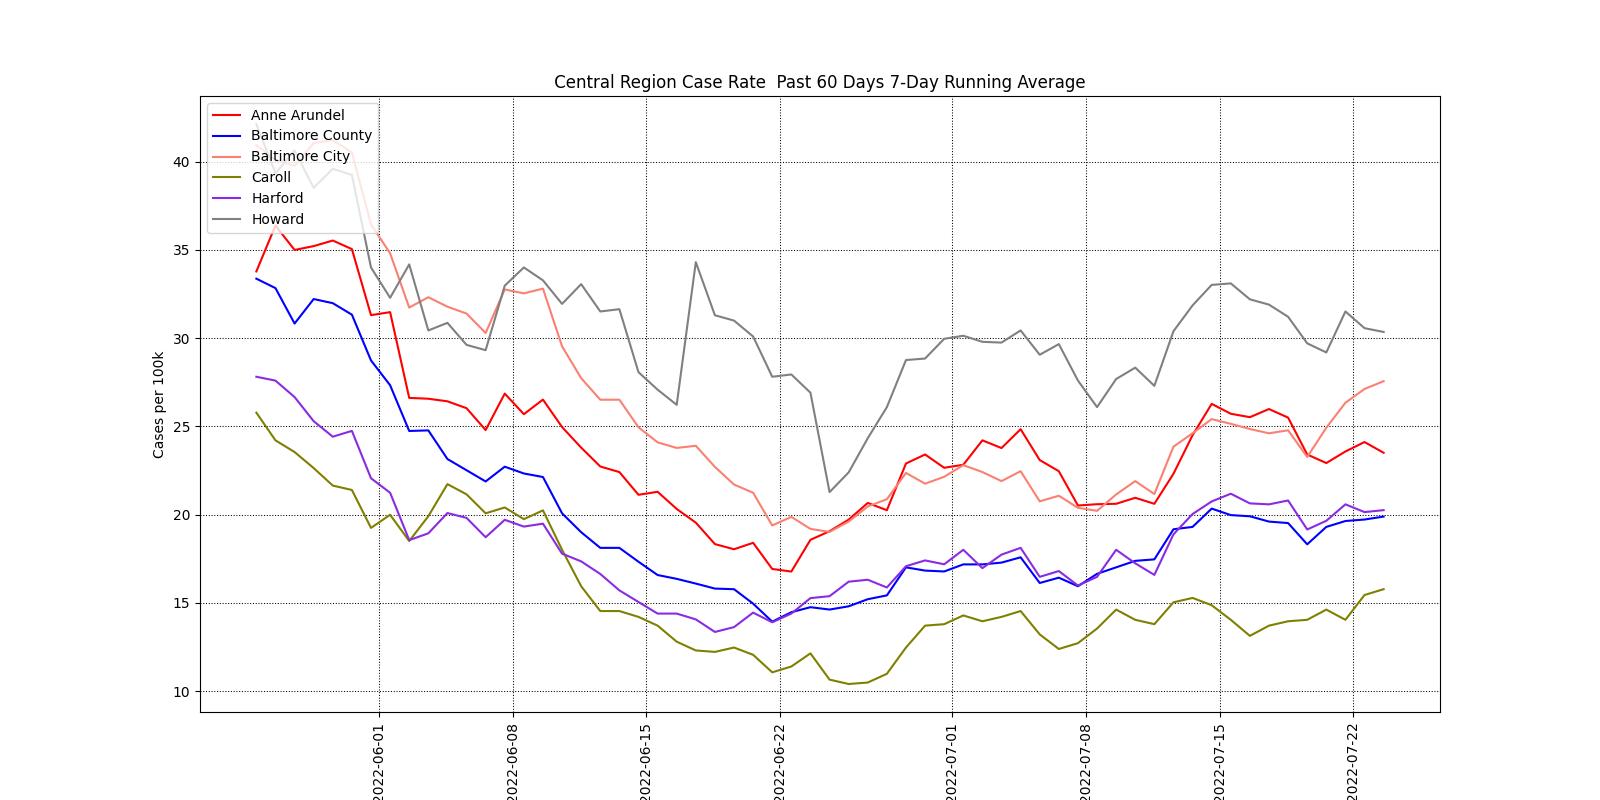 Central Region Case Rate  Past 60 Days 7-Day Running Average
Anne Arundel
Baltimore County
Baltimore City
Caroll
Harford
Howard
Cases per 100k
40
35
30
25
20
15
10
2022-06-01
2022-06-08
2022-06-15
2022-06-22
2022-07-01
2022-07-08
2022-07-15
2022-07-22